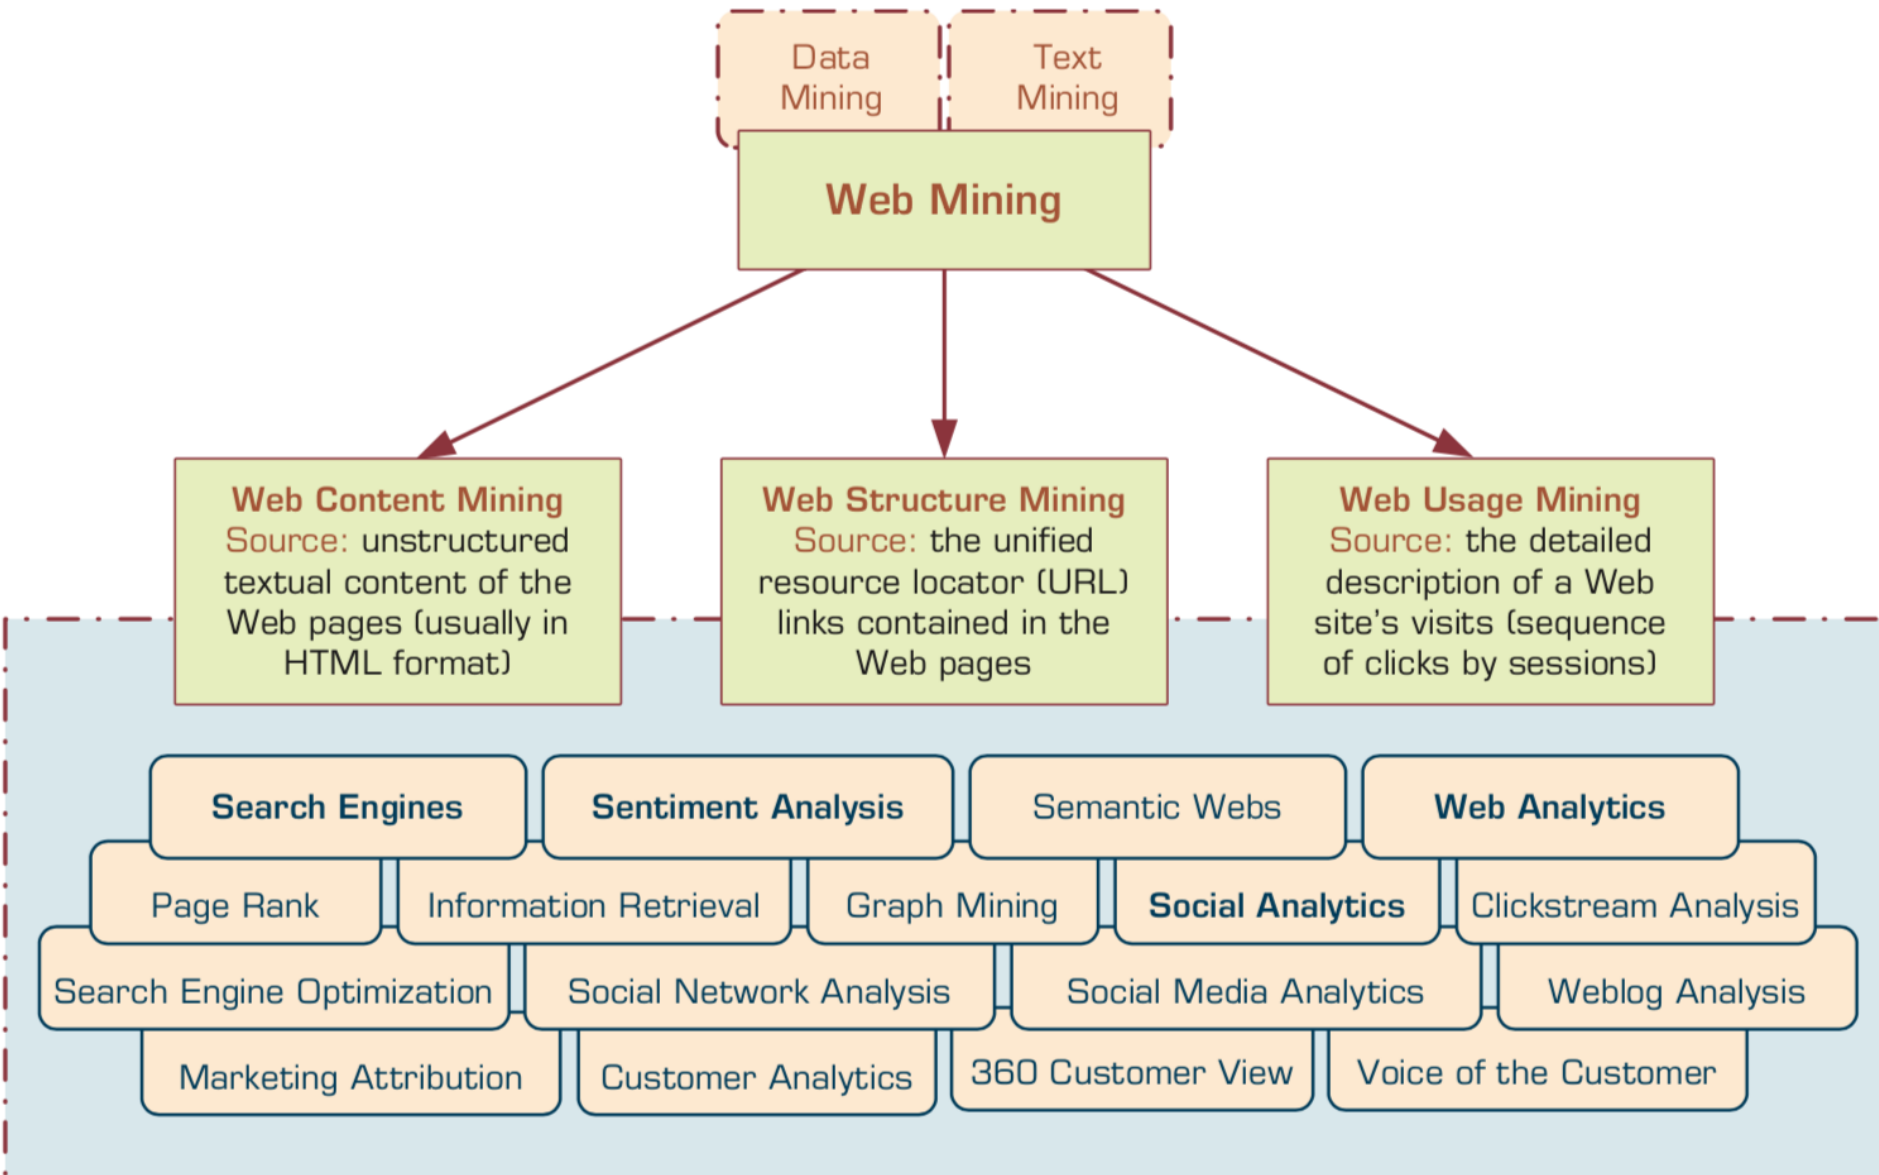 Data
Mining
Text
Mining
Web Mining
Web Content Mining
Source: unstructured
textual content of the
Web pages (usually in
HTML format)
Web Structure Mining
Source: the unified
resource locator (URL)
links contained in the
Web pages
Web Usage Mining
Source: the detailed
description of a Web
site's visits (sequence
of clicks by sessions)
Search Engines
Sentiment Analysis
Semantic Webs
Web Analytics
Page Rank
Information Retrieval
Graph Mining
Social Analytics
Clickstream Analysis
Search Engine Optimization
Social Network Analysis
Social Media Analytics
Weblog Analysis
Marketing Attribution
Customer Analytics
360 Customer View
Voice of the Customer